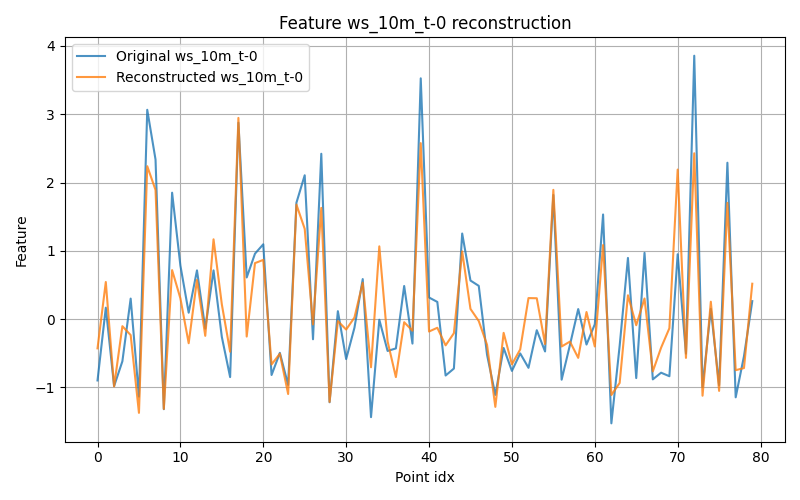 Feature ws_10m_t-0 reconstruction
Original ws_10m_t-0
Reconstructed ws_10m_t-0
Feature
4
3
2
1
0
−1
0 10 20 30 40 50 60 70 80
Point idx